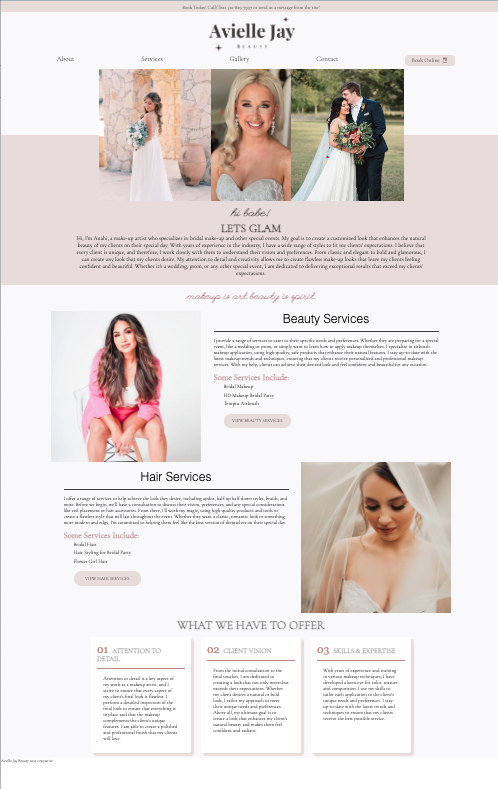 Book Today! Call/Text
or send us a message from the site!
Avielle Jay
Beauty
About
Services
Gallery
Contact
Book Online
hi babe!
LETS GLAM
Hi, I'm Anahi, a make-up artist who specializes in bridal make-up and other special events. My goal is to create a customized look that enhances the natural
beauty of my clients on their special day. With years of experience in the industry, I have a wide range of styles to fit my clients' expectations. I believe that
every client is unique, and therefore, I work closely with them to understand their vision and preferences. From classic and elegant to bold and glamorous, I
can create any look that my clients desire. My attention to detail and creativity allows me to create flawless make-up looks that leave my clients feeling
confident and beautiful. Whether it's a wedding, prom, or any other special event, I am dedicated to delivering exceptional results that exceed my clients'
expectations.
makeup is art beauty is spirit
Beauty Services
I provide a range of services to cater to their specific needs and preferences. Whether they are preparing for a special
event, like a wedding or prom, or simply want to learn how to apply makeup themselves. I specialize in airbrush
makeup application, using high quality, safe products that enhance their natural features. I stay up-to-date with the
latest makeup trends and techniques, ensuring that my clients receive personalized and professional makeup
services. With my help, clients can achieve their desired look and feel confident and beautiful for any occasion.
Some Services Include:
Bridal Makeup
HD Makeup Bridal Party
Temptu Airbrush
VIEW BEAUTY SERVICES
Hair Services
I offer a range of services to help achieve the look they desire, including updos, half-up half-down styles, braids, and
more. Before we begin, we'll have a consultation to discuss their vision, preferences, and any special considerations
like veil placement or hair accessories. From there, I'll work my magic, using high quality products and tools to
create a flawless style that will last throughout the event. Whether they want a classic, romantic look or something
more modern and edgy, I'm committed to helping them feel like the best version of themselves on their special day.
Some Services Include:
Bridal Hair
Hair Styling for Bridal Party
Flower Girl Hair
VIEW HAIR SERVICES
WHAT WE HAVE TO OFFER
01 ATTENTION TO
DETAIL
Attention to detail is a key aspect of
my work as a makeup artist, and I
strive to ensure that every aspect of
my client's final look is flawless. I
perform a detailed inspection of the
final look to ensure that everything is
in place and that the makeup
complements the client's unique
features. I am able to create a polished
and professional finish that my clients
will love.
02 CLIENT VISION
From the initial consultation to the
final touches, I am dedicated to
creating a look that not only meets but
exceeds their expectations. Whether
my client desires a natural or bold
look, I tailor my approach to meet
their unique needs and preferences.
Above all, my ultimate goal is to
create a look that enhances my client's
natural beauty and makes them feel
confident and radiant.
03 SKILLS & EXPERTISE
With years of experience and training
in various makeup techniques, I have
developed a keen eye for color, texture,
and composition. I use my skills to
tailor each application to the client's
unique needs and preferences. I stay
up-to-date with the latest trends and
techniques to ensure that my clients
receive the best possible service.
Avielle Jay Beauty